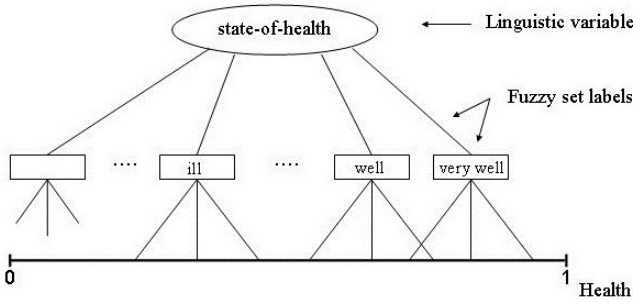 state-of-health
Linguistic variable
Fuzzy set labels
.... ill .... well very well
0 1
Health